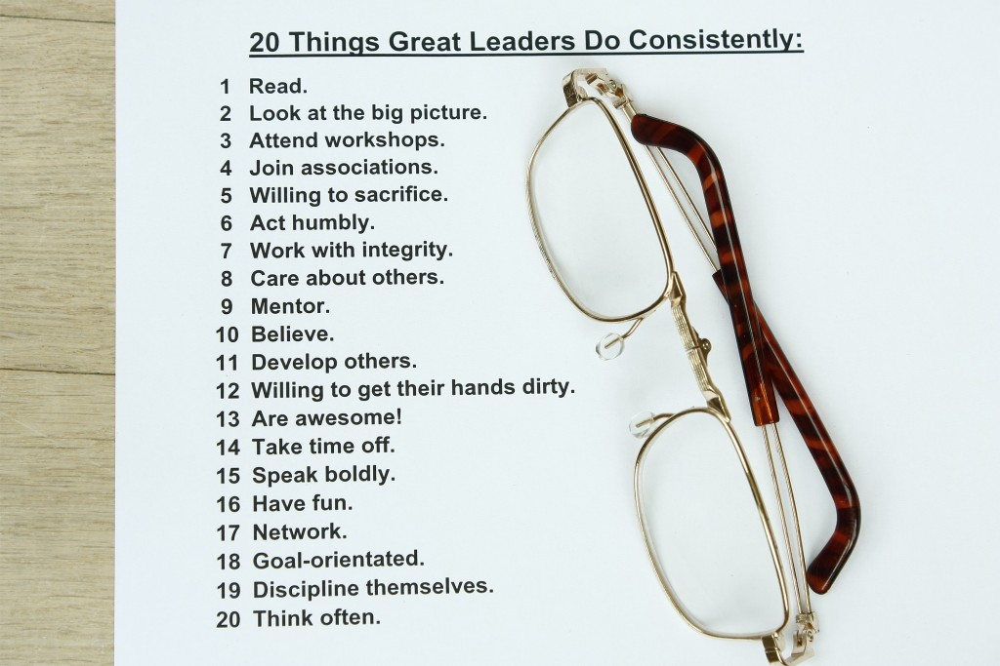 20 Things Great Leaders Do Consistently:
1 Read.
2 Look at the big picture.
3 Attend workshops.
4 Join associations.
5 Willing to sacrifice.
6 Act humbly.
7 Work with integrity.
8 Care about others.
9 Mentor.
10 Believe.
11 Develop others.
12 Willing to get their hands dirty.
13 Are awesome!
14 Take time off.
15 Speak boldly.
16 Have fun.
17 Network.
18 Goal-orientated.
19 Discipline themselves.
20 Think often.